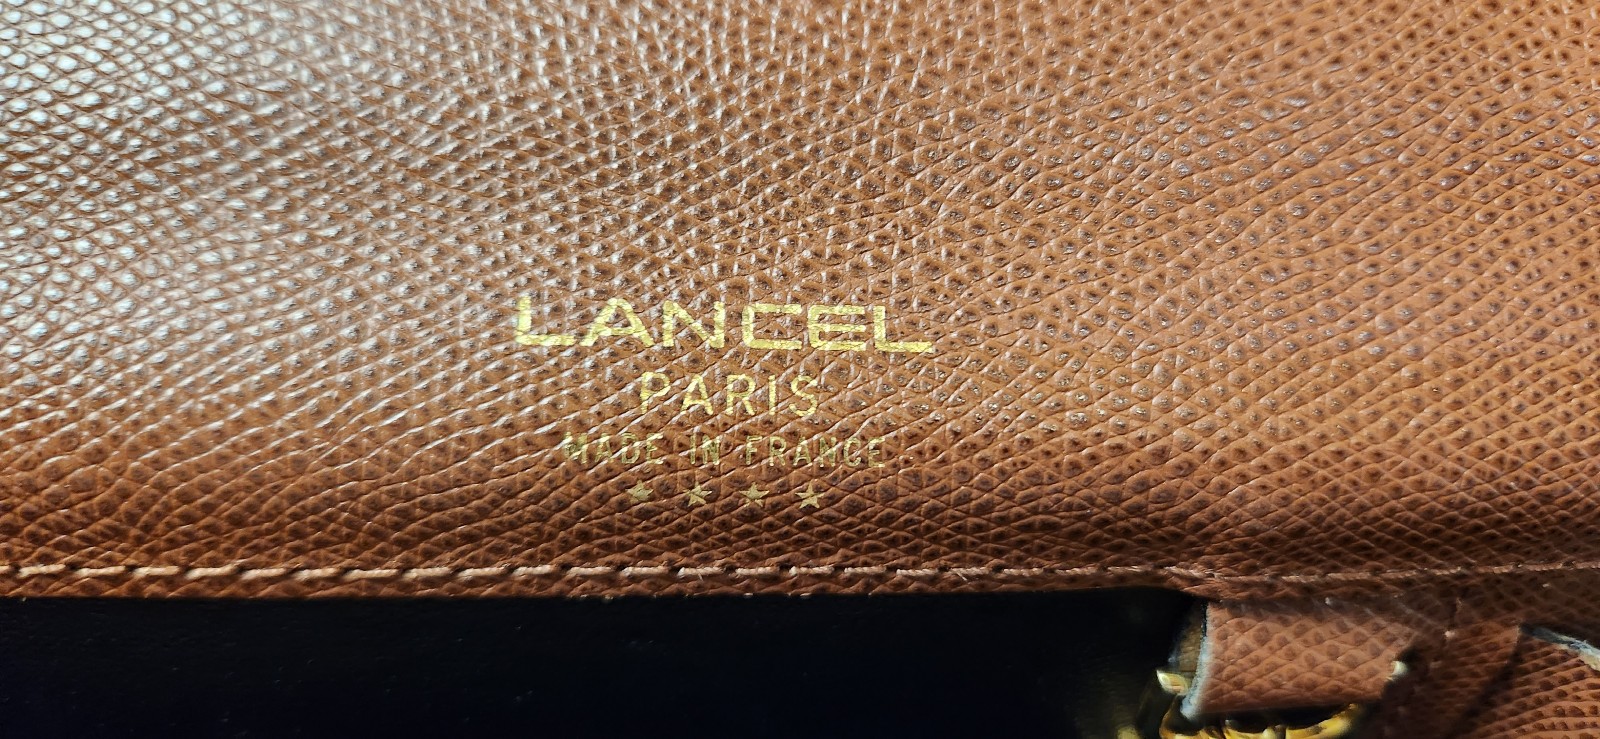 LANCEL
PARIS
MADE IN FRANCE
★ ★ ★ ★